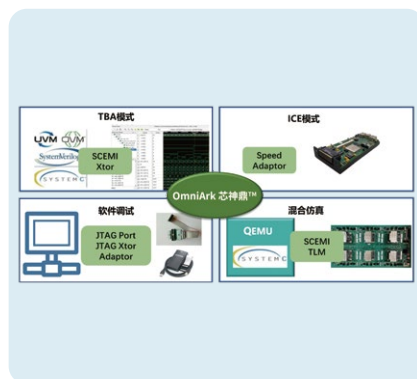 TBA模式
UVM OVM
SystemVerilog
SYSTEMC
SCEMI
Xtor
ICE模式
Speed
Adaptor
OmniArk 芯神鼎™
软件调试
JTAG Port
JTAG Xtor
Adaptor
混合仿真
QEMU
SYSTEMC
SCEMI
TLM